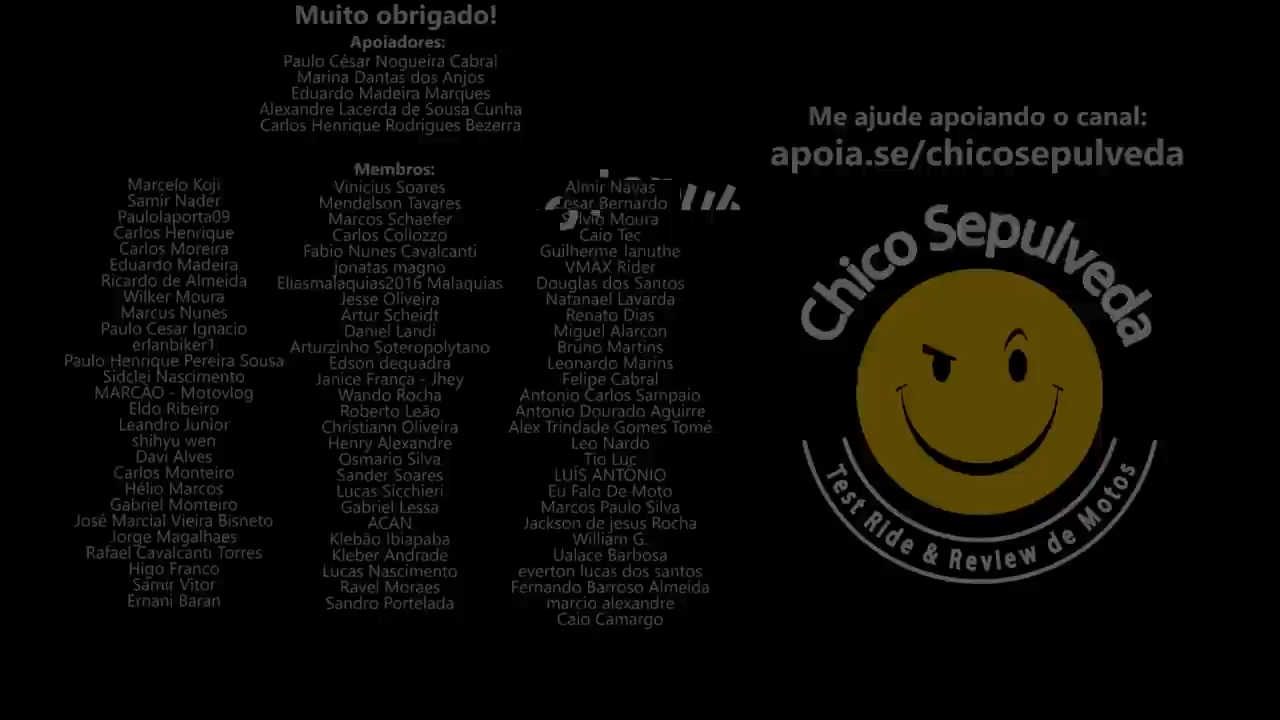 Muito obrigado!
Apoiadores:
Paulo César Nogueira Cabral
Marina Dantas dos Anjos
Eduardo Madeira Marques
Alexandre Lacerda de Sousa Cunha
Carlos Henrique Rodrigues Bezerra
Membros:
Marcelo Koji
Samir Nader
Paulolaporta09
Carlos Henrique
Carlos Moreira
Eduardo Madeira
Ricardo de Almeida
Wilker Moura
Marcus Nunes
Paulo Cesar Ignacio
erlanbiker1
Paulo Henrique Pereira Sousa
Sidclei Nascimento
MARCÃO - Motovlog
Eldo Ribeiro
Leandro Junior
shihyu wen
Davi Alves
Carlos Monteiro
Hélio Marcos
Gabriel Monteiro
José Marcial Vieira Bisneto
Jorge Magalhaes
Rafael Cavalcanti Torres
Higo Franco
Sâmir Vitor
Ernani Baran
Vinicius Soares
Mendelson Tavares
Marcos Schaefer
Carlos Collozzo
Fabio Nunes Cavalcanti
jonatas magno
Eliasmalaquias2016 Malaquias
Jesse Oliveira
Artur Scheidt
Daniel Landi
Arturzinho Soteropolytano
Edson dequadra
Janice França - Jhey
Wando Rocha
Roberto Leão
Christiann Oliveira
Henry Alexandre
Osmario Silva
Sander Soares
Lucas Sicchieri
Gabriel Lessa
ACAN
Klebão Ibiapaba
Kleber Andrade
Lucas Nascimento
Ravel Moraes
Sandro Portelada
Almir Navas
Cesar Bernardo
Silvio Moura
Caio Tec
Guilherme Ianuthe
VMAX Rider
Douglas dos Santos
Natanael Lavarda
Renato Dias
Miguel Alarcon
Bruno Martins
Leonardo Marins
Felipe Cabral
Antonio Carlos Sampaio
Antonio Dourado Aguirre
Alex Trindade Gomes Tomé
Leo Nardo
Tio Luc
LUÍS ANTÔNIO
Eu Falo De Moto
Marcos Paulo Silva
Jackson de jesus Rocha
William G.
Ualace Barbosa
everton lucas dos santos
Fernando Barroso Almeida
marcio alexandre
Caio Camargo
Me ajude apoiando o canal:
apoia.se/chicosepulveda
Chico Sepulveda
Test Ride & Review de Motos